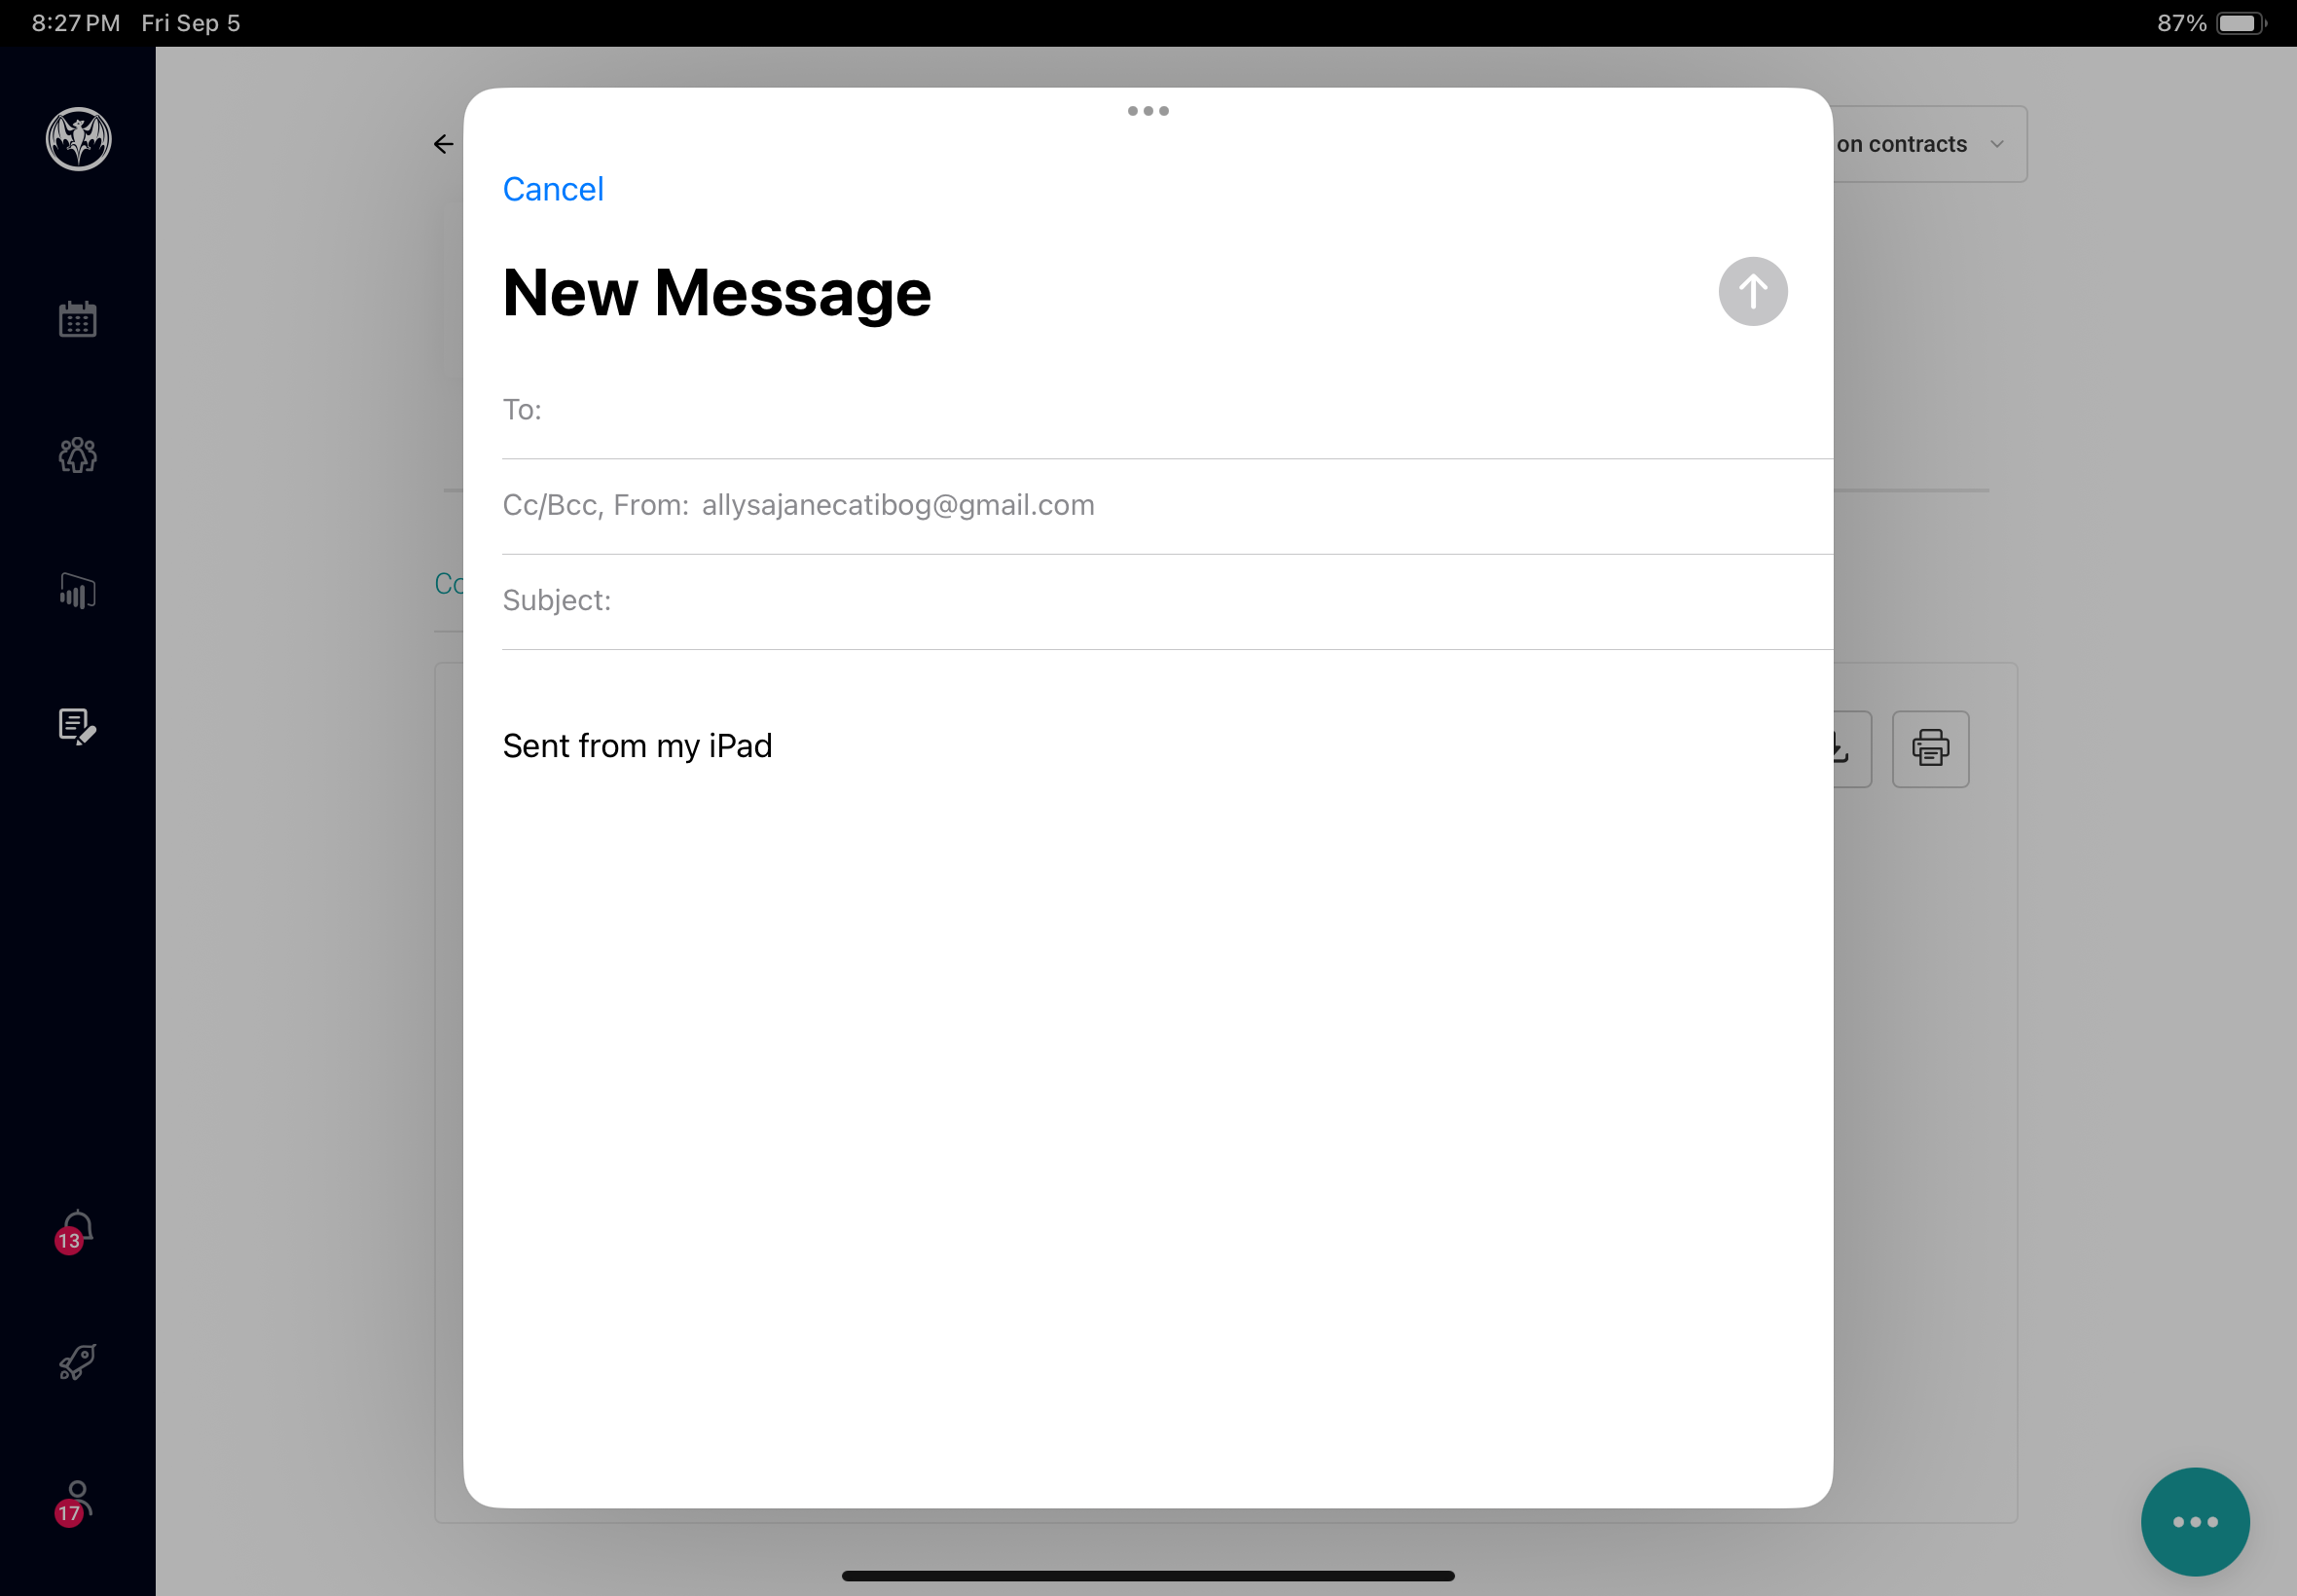 8:27 PM Fri Sep 5 87%
on contracts
Cancel
New Message
To:
Cc/Bcc, From: allysajanecatibog@gmail.com
Co
Subject:
Sent from my iPad
13
17